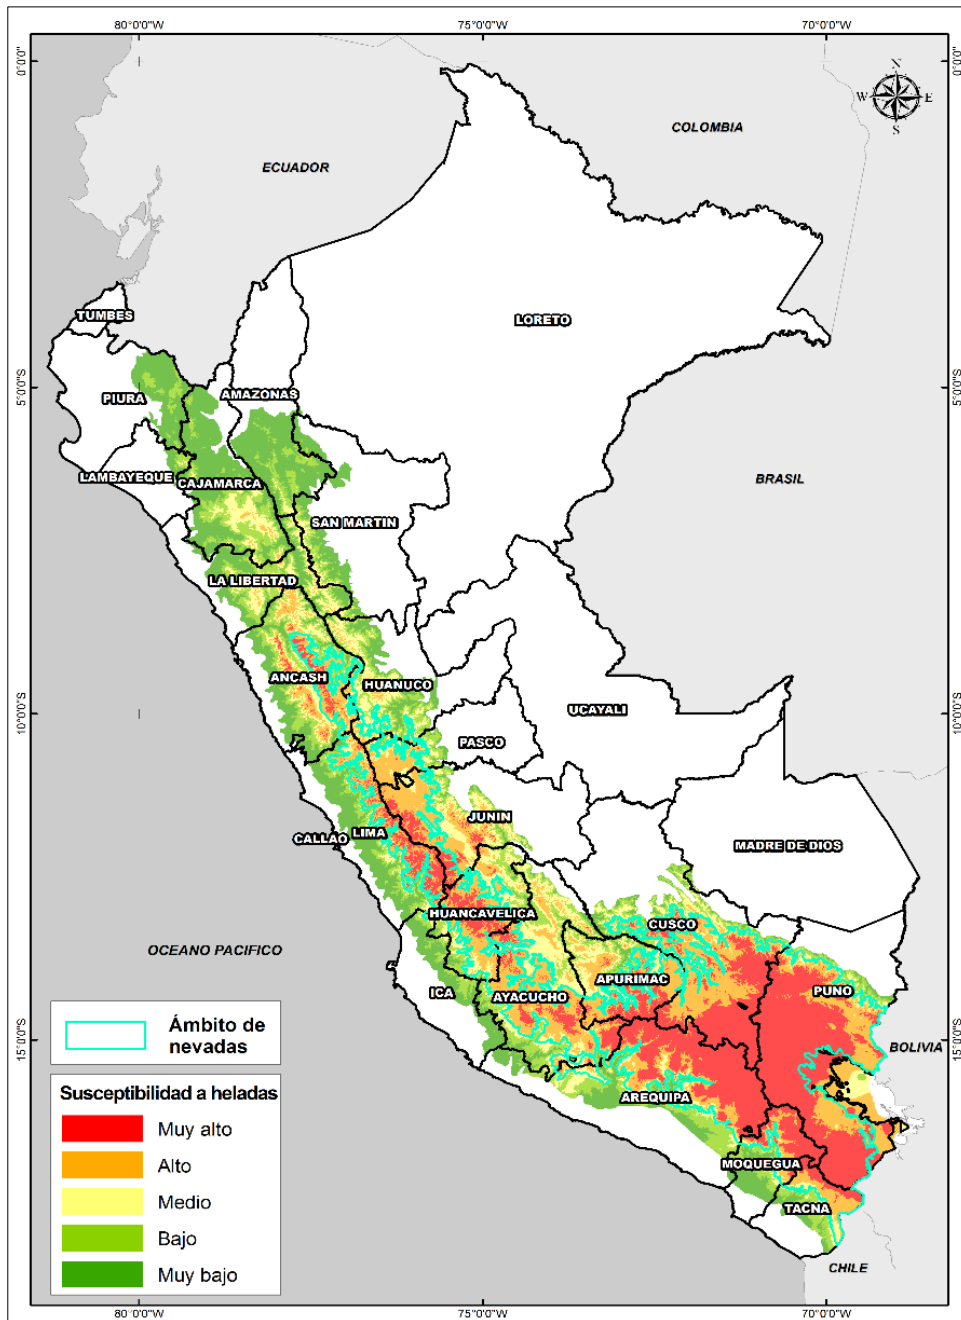 80°0'0"W
75°0'0"W
70°0'0"W
0°0'0"
0°0'0"
N
W
E
S
COLOMBIA
ECUADOR
TUMBES
LORETO
5°0'0"S
5°0'0"S
PIURA
AMAZONAS
LAMBAYEQUE
CAJAMARCA
BRASIL
SAN MARTIN
LA LIBERTAD
ANCASH
HUANUCO
UCAYALI
10°0'0"S
10°0'0"S
PASCO
JUNIN
CALLAO
LIMA
MADRE DE DIOS
HUANCAVELICA
CUSCO
OCEANO PACIFICO
APURIMAC
PUNO
ICA
AYACUCHO
15°0'0"S
15°0'0"S
BOLIVIA
AREQUIPA
MOQUEGUA
TACNA
CHILE
Ámbito de
nevadas
Susceptibilidad a heladas
Muy alto
Alto
Medio
Bajo
Muy bajo
80°0'0"W
75°0'0"W
70°0'0"W